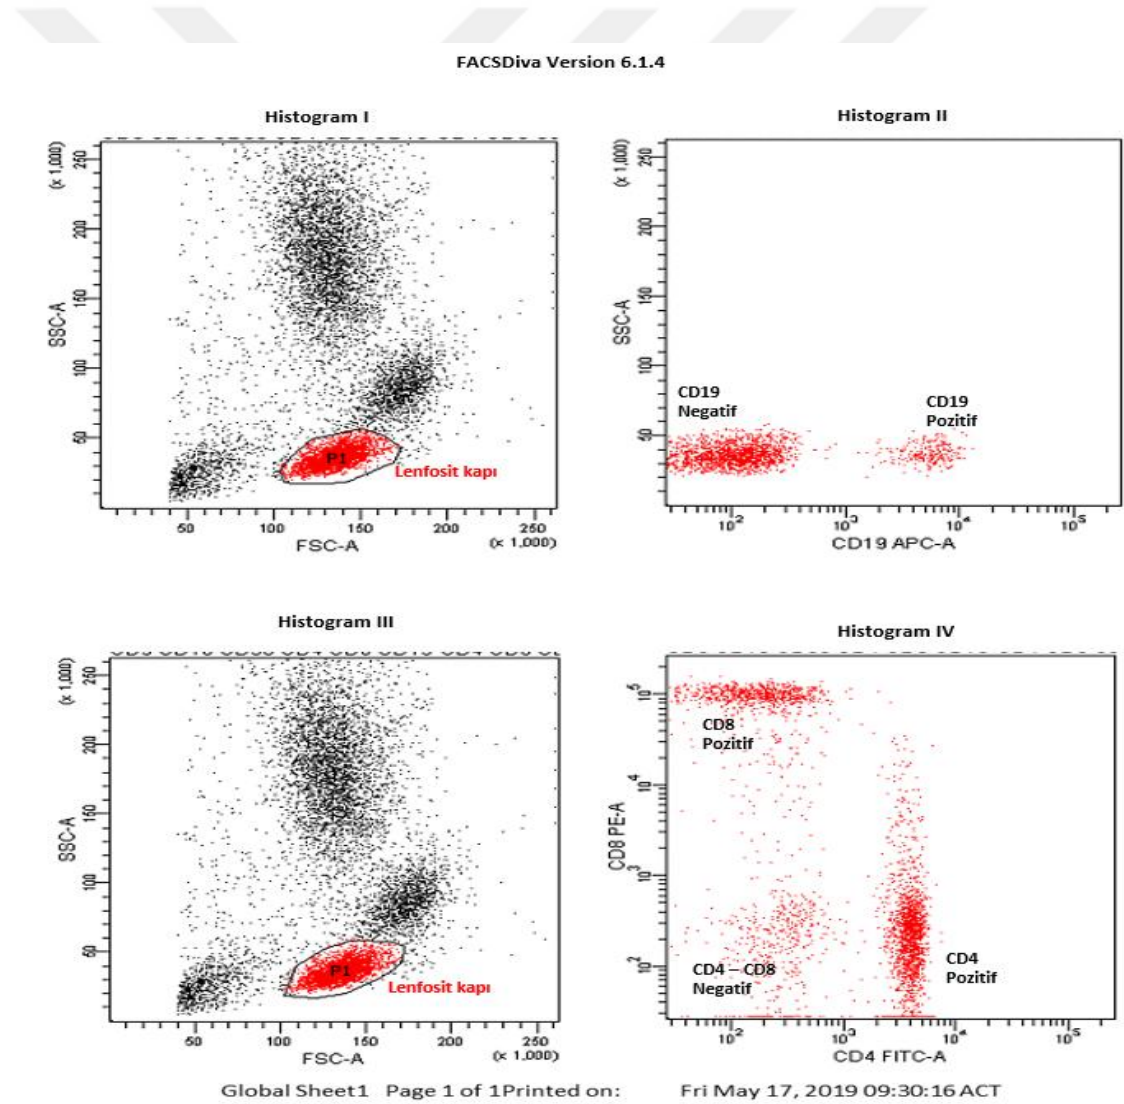 FACSDiva Version 6.1.4
Histogram I
(x 1,000)
250
200
150
100
50
SSC-A
P1
Lenfosit kapı
50 100 150 200 250
FSC-A (x 1,000)
Histogram II
(x 1,000)
250
200
150
100
50
SSC-A
CD19
Negatif
CD19
Pozitif
10² 10³ 10⁴ 10⁵
CD19 APC-A
Histogram III
(x 1,000)
250
200
150
100
50
SSC-A
P1
Lenfosit kapı
50 100 150 200 250
FSC-A (x 1,000)
Histogram IV
10⁵
10⁴
10³
10²
CD8 PE-A
CD8
Pozitif
CD4 – CD8
Negatif
CD4
Pozitif
10² 10³ 10⁴ 10⁵
CD4 FITC-A
Global Sheet1 Page 1 of 1Printed on: Fri May 17, 2019 09:30:16 ACT